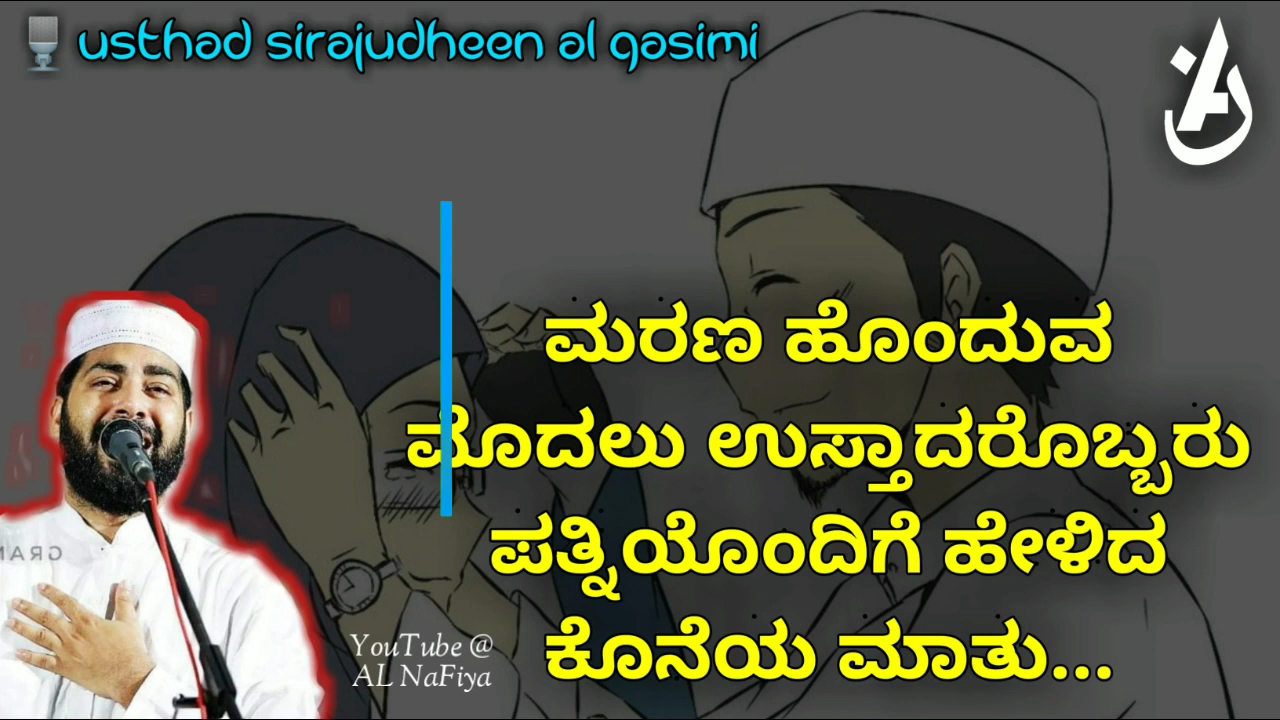 usthad sirajudheen al qasimi
ಮರಣ ಹೊಂದುವ
ಮೊದಲು ಉಸ್ತಾದರೊಬ್ಬರು
ಪತ್ನಿಯೊಂದಿಗೆ ಹೇಳಿದ
ಕೊನೆಯ ಮಾತು...
YouTube @
AL NaFiya